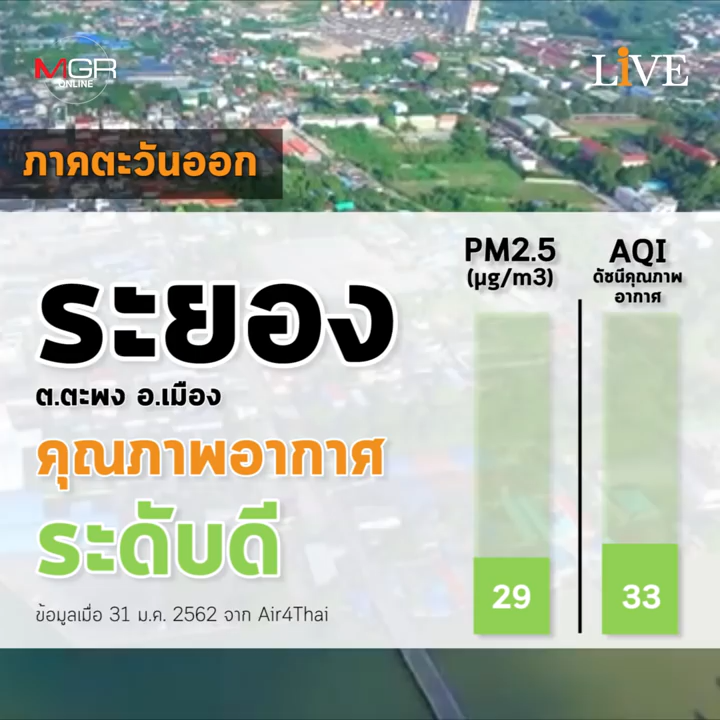 MGR
ONLINE
LiVE
ภาคตะวันออก
ระยอง
ต.ตะพง อ.เมือง
คุณภาพอากาศ
ระดับดี
ข้อมูลเมื่อ 31 ม.ค. 2562 จาก Air4Thai
PM2.5
(µg/m3)
29
AQI
ดัชนีคุณภาพ
อากาศ
33